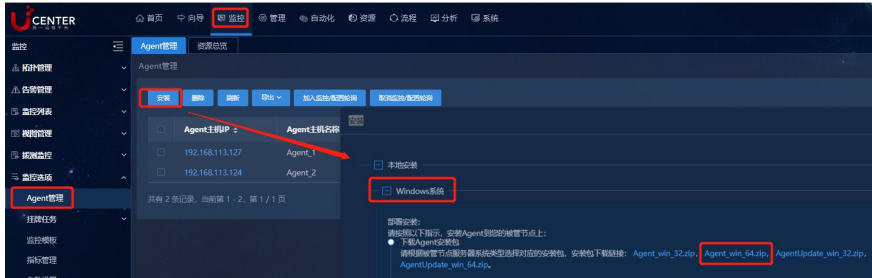 UCENTER
统一运维平台
首页 向导 监控 管理 自动化 资源 流程 分析 系统
监控
拓扑管理
告警管理
监控列表
视图管理
拨测监控
监控选项
Agent管理
挂牌任务
监控模板
指标管理
Agent管理 资源总览
Agent管理
安装 删除 刷新 导出 加入监控/配置轮询 取消监控/配置轮询
Agent主机IP Agent主机名称
192.168.113.127 Agent_1
192.168.113.124 Agent_2
共有 2 条记录, 当前第 1 - 2, 第 1 / 1 页
安装
本地安装
Windows系统
部署安装:
请按照以下指示, 安装Agent到您的被管节点上:
下载Agent安装包
请根据被管节点服务器系统类型选择对应的安装包, 安装包下载链接: Agent_win_32.zip, Agent_win_64.zip, AgentUpdate_win_32.zip,
AgentUpdate_win_64.zip。